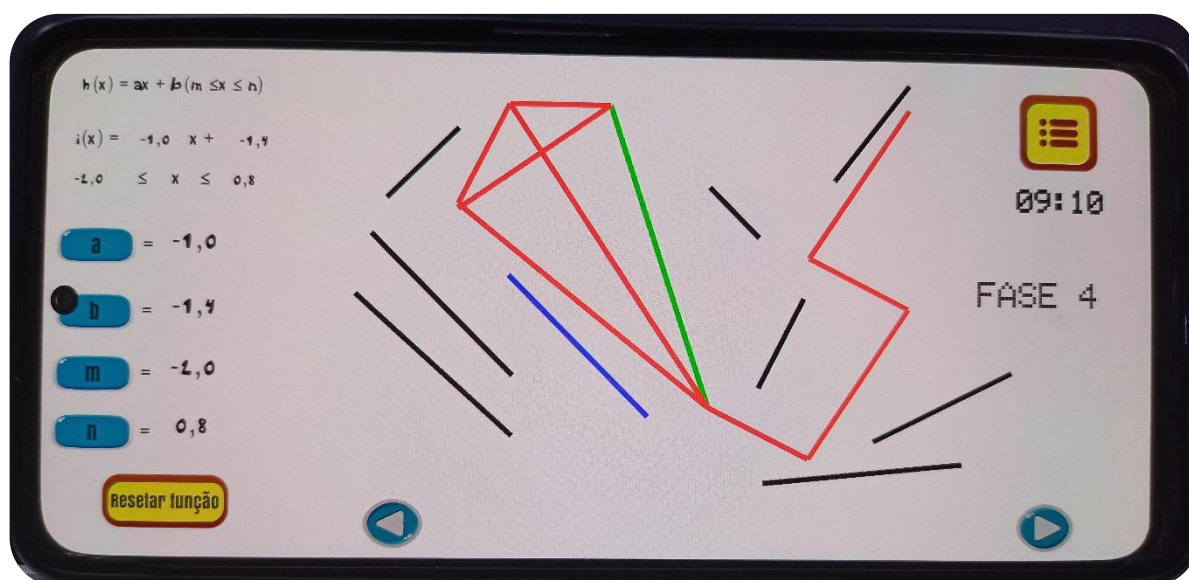 h(x) = ax + b(m ≤x ≤ n)
i(x) = -1,0 x + -1,4
-2,0 ≤ x ≤ 0,8
a = -1,0
b = -1,4
m = -2,0
n = 0,8
Resetar função
09:10
FASE 4